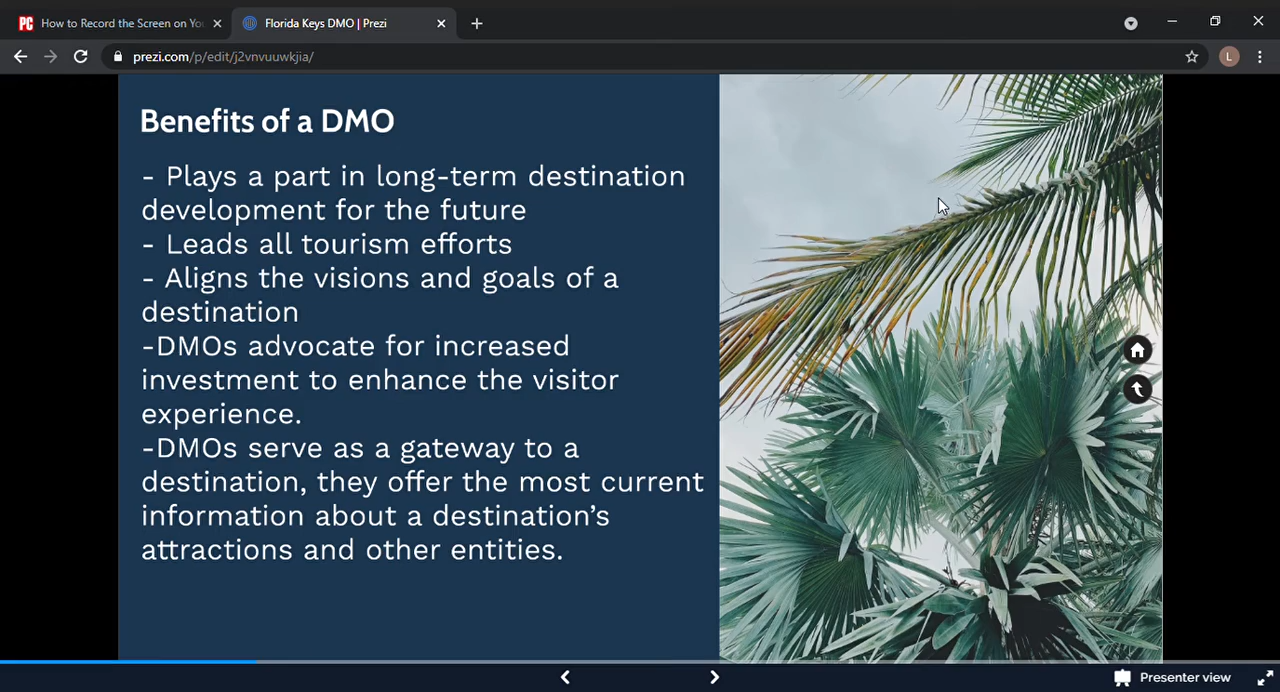 PC How to Record the Screen on Yo
Florida Keys DMO | Prezi
prezi.com/p/edit/j2vnvuuwkjia/
L
Benefits of a DMO
- Plays a part in long-term destination
development for the future
- Leads all tourism efforts
- Aligns the visions and goals of a
destination
-DMOs advocate for increased
investment to enhance the visitor
experience.
-DMOs serve as a gateway to a
destination, they offer the most current
information about a destination’s
attractions and other entities.
Presenter view